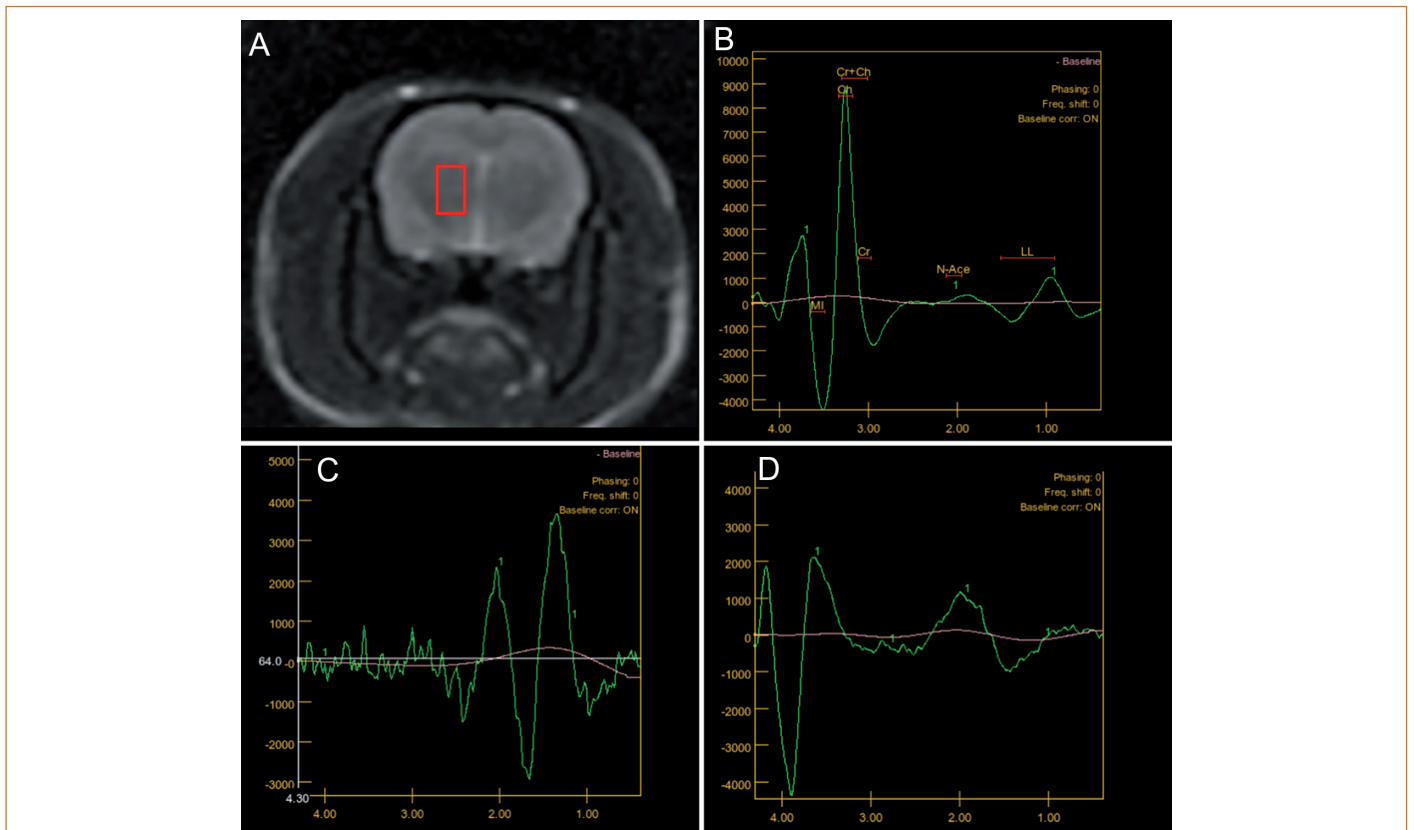 A
B
10000
9000
8000
7000
6000
5000
4000
3000
2000
1000
0
-1000
-2000
-3000
-4000
Cr+Ch
Ch
1
MI
Cr
N-Ace
1
LL
1
- Baseline
Phasing: 0
Freq. shift: 0
Baseline corr: ON
4.00 3.00 2.00 1.00
C
5000
4000
3000
2000
1000
64.0 -0
-1000
-2000
-3000
4.30
- Baseline
Phasing: 0
Freq. shift: 0
Baseline corr: ON
1
1
1
4.00 3.00 2.00 1.00
D
4000
3000
2000
1000
0
-1000
-2000
-3000
-4000
Phasing: 0
Freq. shift: 0
Baseline corr: ON
1
1
1
1
4.00 3.00 2.00 1.00